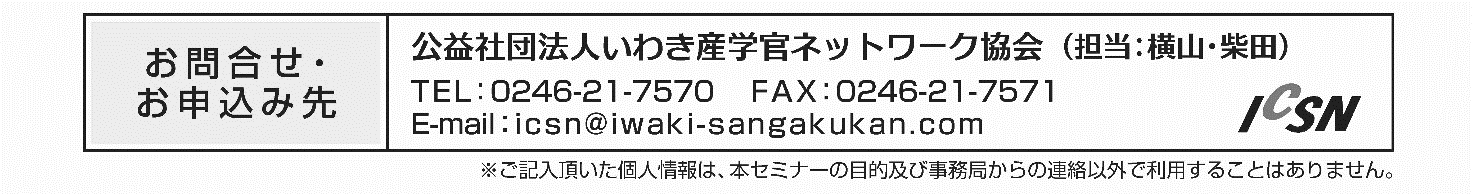 お問合せ・
お申込み先
公益社団法人いわき産学官ネットワーク協会（担当：横山・柴田）
TEL：0246-21-7570　FAX：0246-21-7571
E-mail：icsn@iwaki-sangakukan.com
ICSN
※ご記入頂いた個人情報は、本セミナーの目的及び事務局からの連絡以外で利用することはありません。